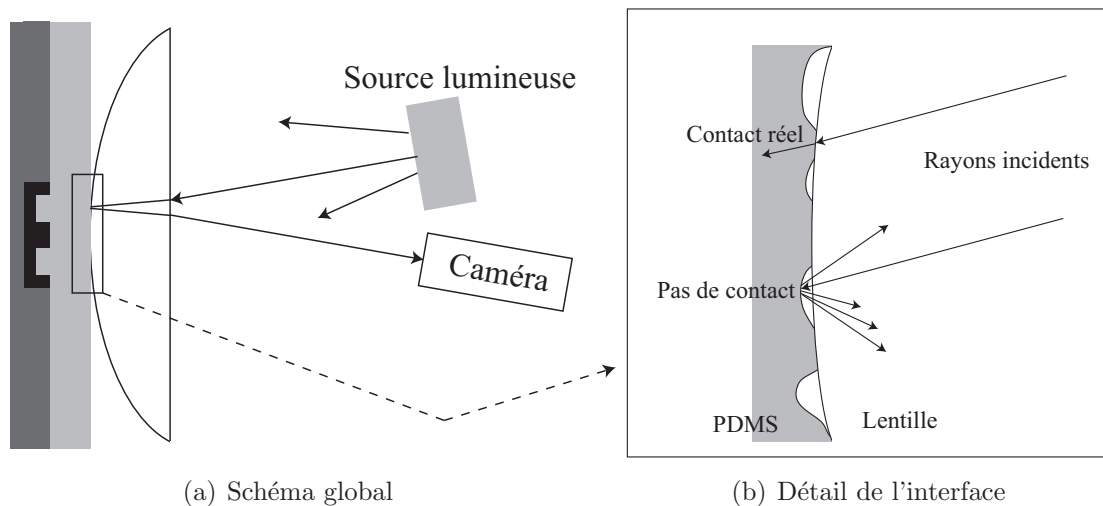 Source lumineuse
Caméra
Contact réel
Rayons incidents
Pas de contact
PDMS
Lentille
(a) Schéma global
(b) Détail de l'interface